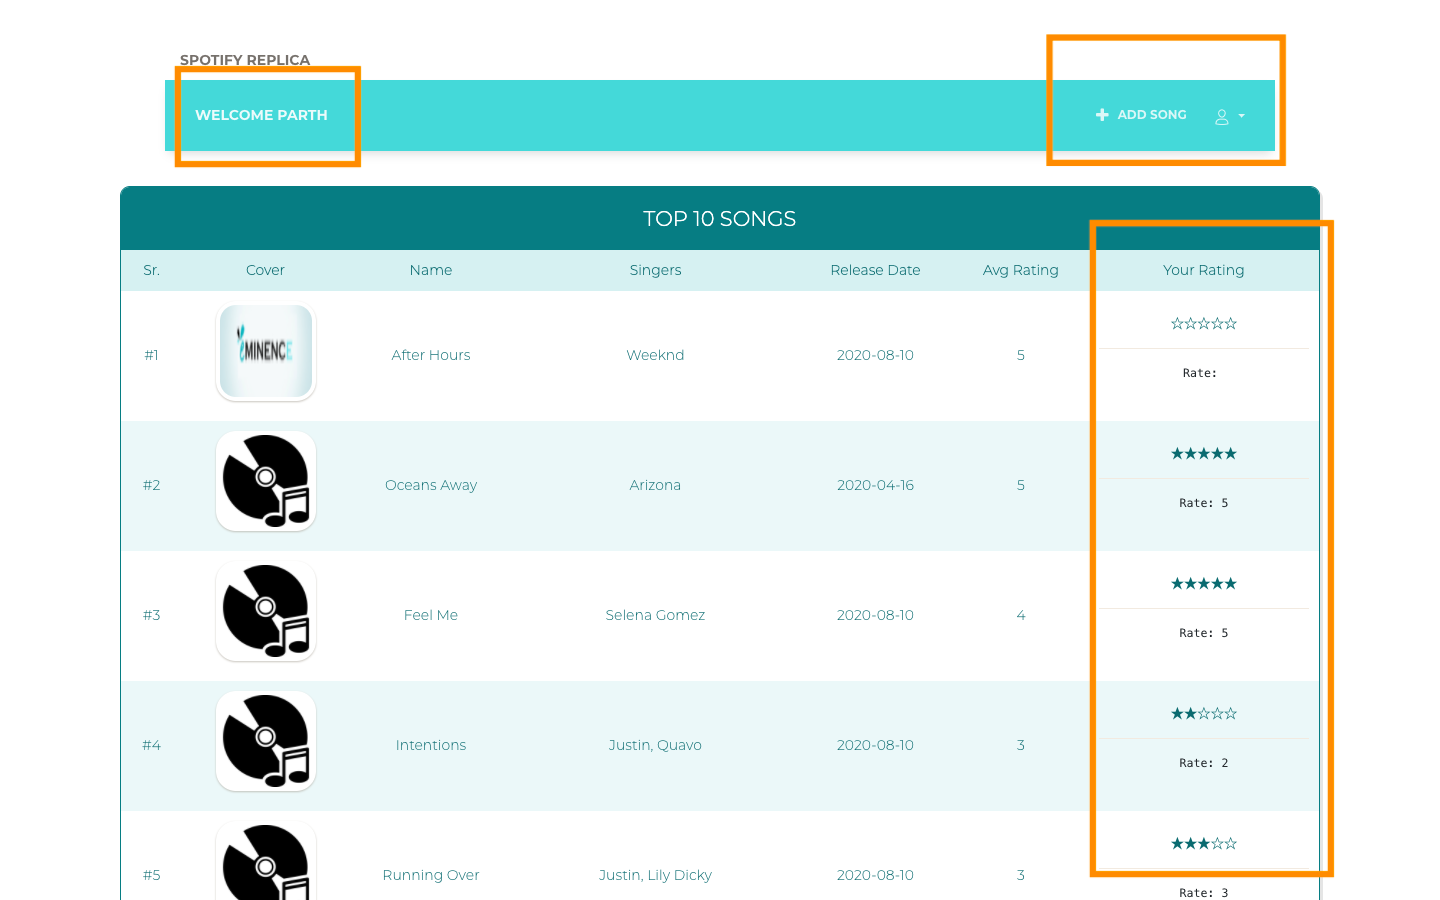 SPOTIFY REPLICA
WELCOME PARTH
ADD SONG
TOP 10 SONGS
Sr. Cover Name Singers Release Date Avg Rating Your Rating
#1 EMINENCE After Hours Weeknd 2020-08-10 5 ☆☆☆☆☆
Rate:
#2 Oceans Away Arizona 2020-04-16 5 ★★★★★
Rate: 5
#3 Feel Me Selena Gomez 2020-08-10 4 ★★★★★
Rate: 5
#4 Intentions Justin, Quavo 2020-08-10 3 ★★☆☆☆
Rate: 2
#5 Running Over Justin, Lily Dicky 2020-08-10 3 ★★★☆☆
Rate: 3